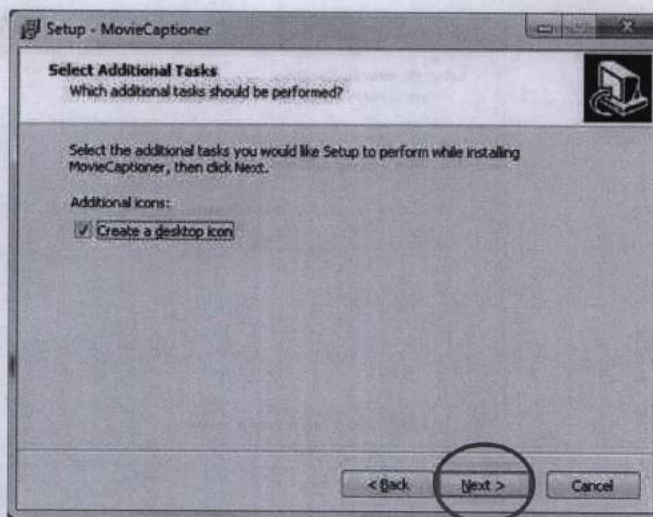 Setup - MovieCaptioner
Select Additional Tasks
Which additional tasks should be performed?
Select the additional tasks you would like Setup to perform while installing
MovieCaptioner, then click Next.
Additional icons:
Create a desktop icon
< Back
Next >
Cancel